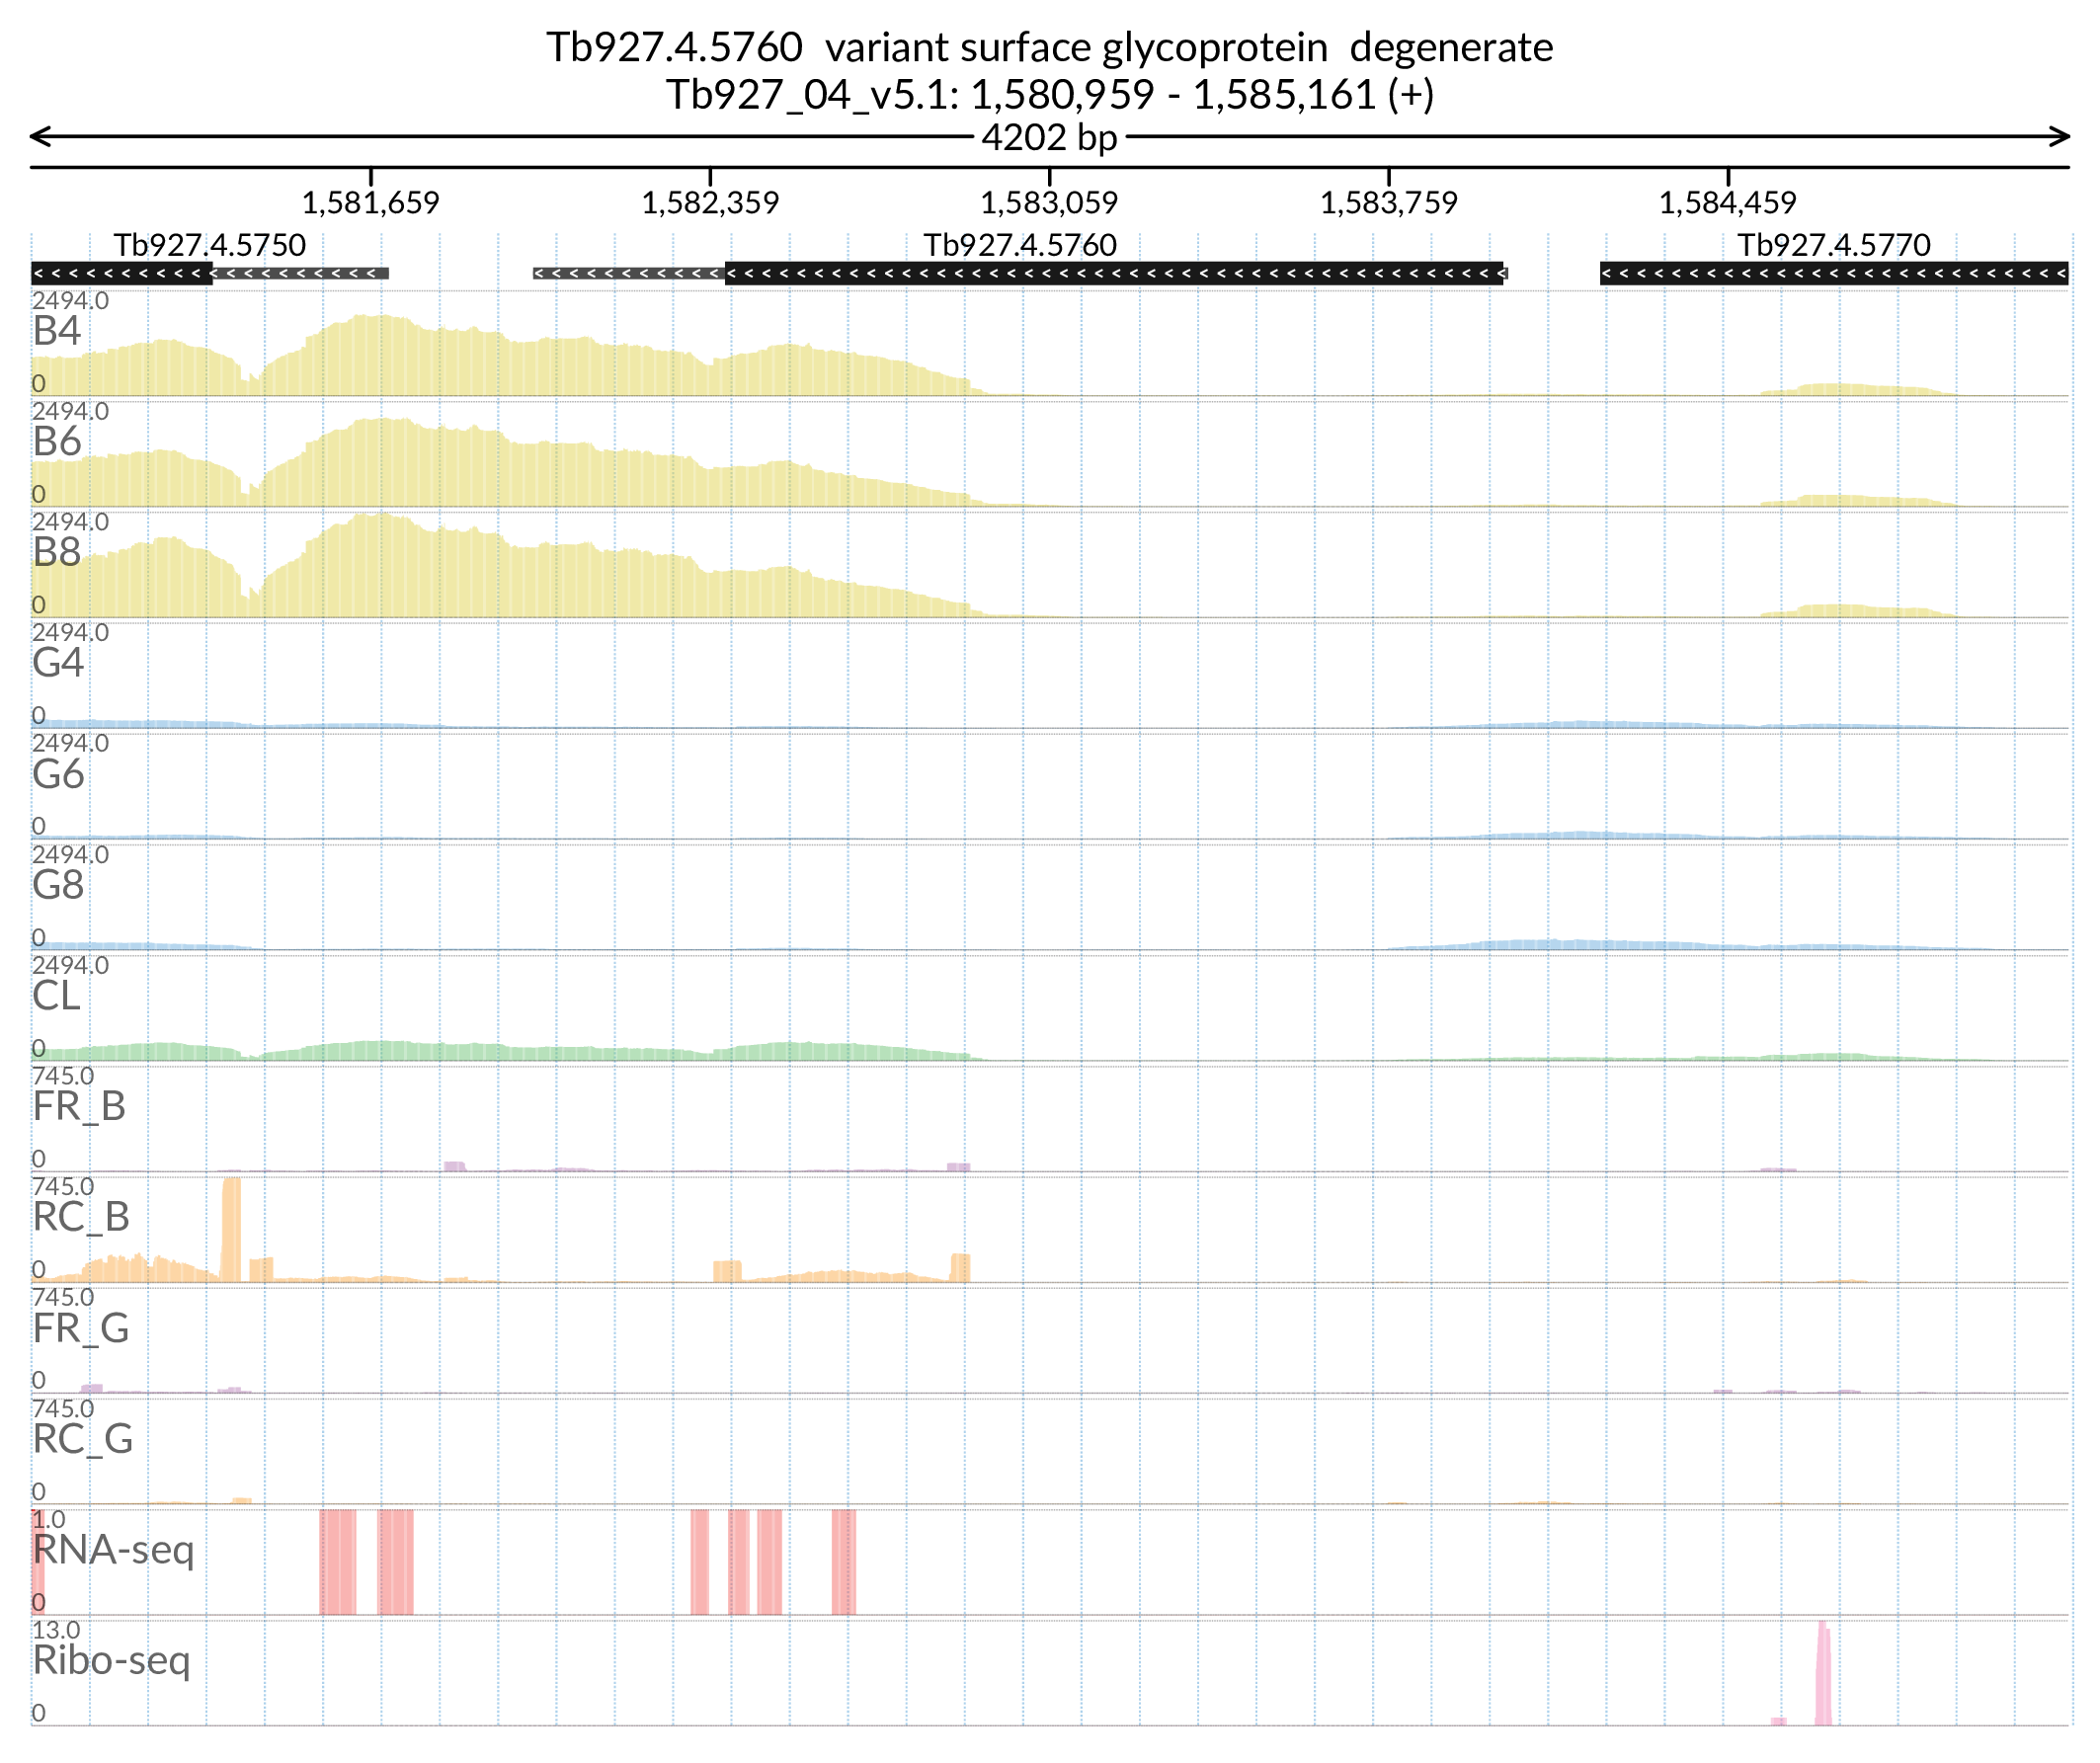 Tb927.4.5760 variant surface glycoprotein degenerate
Tb927_04_v5.1: 1,580,959 - 1,585,161 (+)
4202 bp
1,581,659 1,582,359 1,583,059 1,583,759 1,584,459
Tb927.4.5750 Tb927.4.5760 Tb927.4.5770
2494.0
B4
0
2494.0
B6
0
2494.0
B8
0
2494.0
G4
0
2494.0
G6
0
2494.0
G8
0
2494.0
CL
0
745.0
FR_B
0
745.0
RC_B
0
745.0
FR_G
0
745.0
RC_G
0
1.0
RNA-seq
0
13.0
Ribo-seq
0